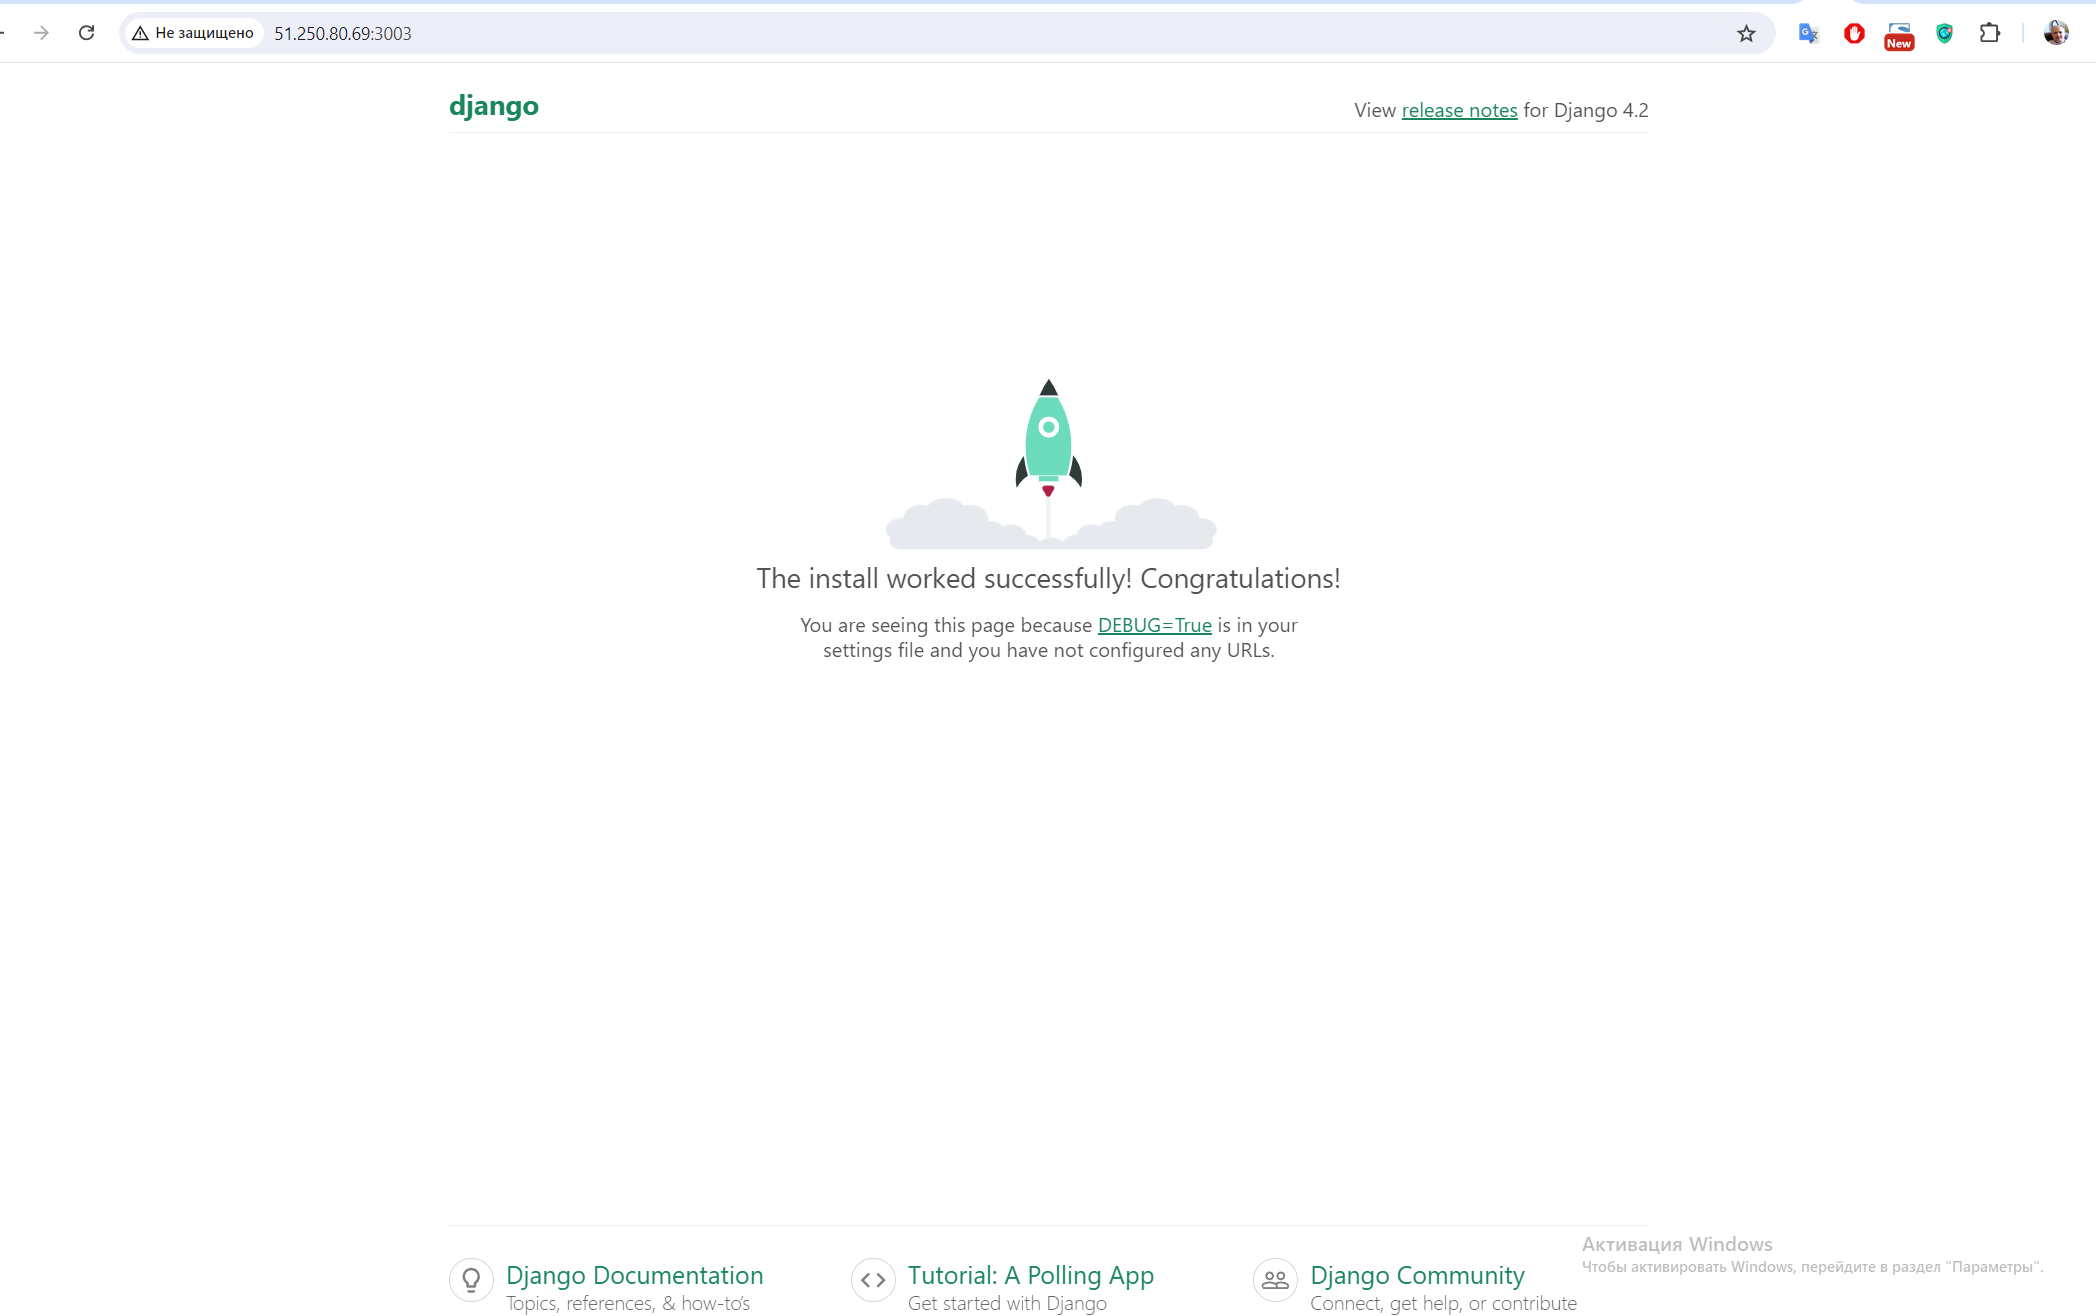 Не защищено
51.250.80.69:3003
New
django
View release notes for Django 4.2
The install worked successfully! Congratulations!
You are seeing this page because DEBUG=True is in your
settings file and you have not configured any URLs.
Активация Windows
Чтобы активировать Windows, перейдите в раздел "Параметры".
Django Documentation
Topics, references, & how-to’s
Tutorial: A Polling App
Get started with Django
Django Community
Connect, get help, or contribute